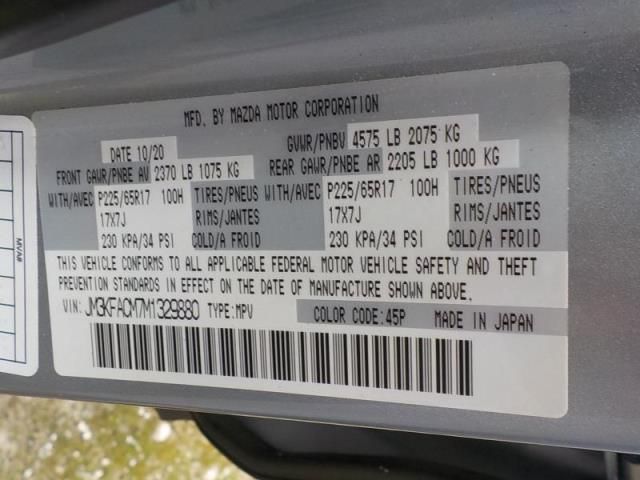 MFD. BY MAZDA MOTOR CORPORATION
DATE 10/20 GVWR/PNBV 4575 LB 2075 KG
FRONT GAWR/PNBE AV 2370 LB 1075 KG REAR GAWR/PNBE AR 2205 LB 1000 KG
WITH/AVEC P225/65R17 100H TIRES/PNEUS WITH/AVEC P225/65R17 100H TIRES/PNEUS
17X7J RIMS/JANTES 17X7J RIMS/JANTES
230 KPA/34 PSI COLD/A FROID 230 KPA/34 PSI COLD/A FROID
THIS VEHICLE CONFORMS TO ALL APPLICABLE FEDERAL MOTOR VEHICLE SAFETY AND THEFT
PREVENTION STANDARDS IN EFFECT ON THE DATE OF MANUFACTURE SHOWN ABOVE.
VIN: JM3KFACM7M1329880 TYPE: MPV COLOR CODE: 45P MADE IN JAPAN
MVAR